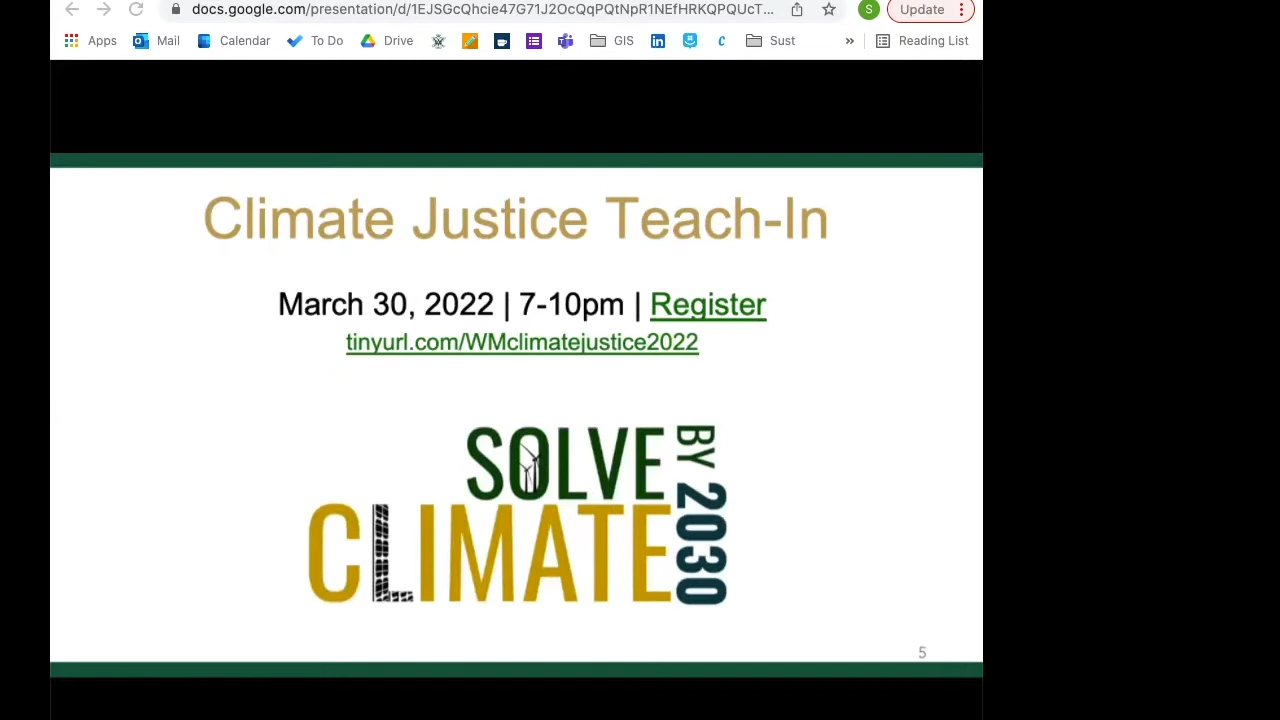 docs.google.com/presentation/d/1EJSGcQhcie47G71J2OcQqPQtNpR1NEfHRKQPQUcT...
S
Update
Apps
Mail
Calendar
To Do
Drive
GIS
Sust
»
Reading List
Climate Justice Teach-In
March 30, 2022 | 7-10pm | Register
tinyurl.com/WMclimatejustice2022
SOLVE
CLIMATE
BY 2030
5